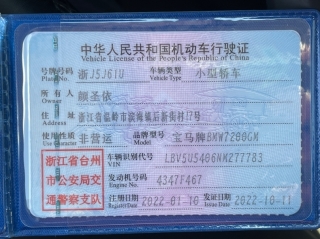 中华人民共和国机动车行驶证
Vehicle License of the People's Republic of China
号牌号码 浙JSJ61U 车辆类型 小型轿车
Plate No. Vehicle Type
所有人 颜圣依
Owner
住址 浙江省临岭市滨海镇后新街村17号
Address
使用性质 非营运 品牌型号 宝马牌BMW7200GM
Use Character Model
浙江省台州 车辆识别代号 LBV5U5406NM277783
VIN
市公安局交 发动机号码 4347F467
Engine No.
通警察支队 注册日期 2022-01-10 发证日期 2022-10-11
Register Date Issue Date